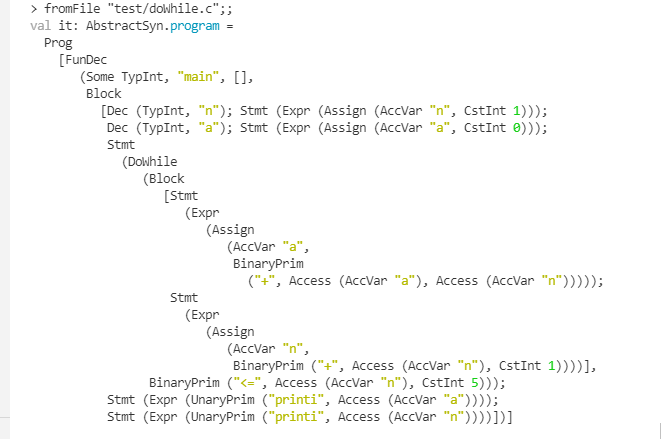 > fromFile "test/doWhile.c";;
val it: AbstractSyn.program =
  Prog
    [FunDec
       (Some TypInt, "main", [],
        Block
          [Dec (TypInt, "n"); Stmt (Expr (Assign (AccVar "n", CstInt 1)));
           Dec (TypInt, "a"); Stmt (Expr (Assign (AccVar "a", CstInt 0)));
           Stmt
             (DoWhile
                (Block
                   [Stmt
                      (Expr
                         (Assign
                            (AccVar "a",
                             BinaryPrim
                               ("+", Access (AccVar "a"), Access (AccVar "n")))));
                    Stmt
                      (Expr
                         (Assign
                            (AccVar "n",
                             BinaryPrim ("+", Access (AccVar "n"), CstInt 1))))],
                 BinaryPrim ("<=", Access (AccVar "n"), CstInt 5)));
           Stmt (Expr (UnaryPrim ("printi", Access (AccVar "a"))));
           Stmt (Expr (UnaryPrim ("printi", Access (AccVar "n"))))])]